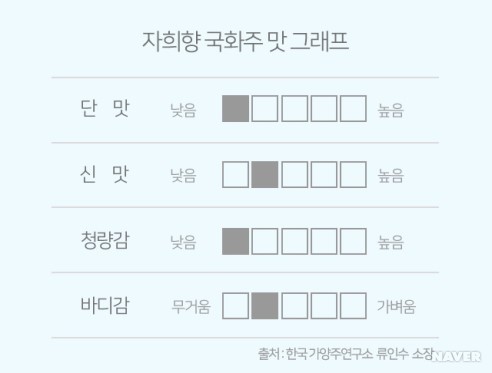 자희향 국화주 맛 그래프
단 맛 낮음 높음
신 맛 낮음 높음
청량감 낮음 높음
바디감 무거움 가벼움
출처 : 한국가양주연구소 류인수 소장
NAVER